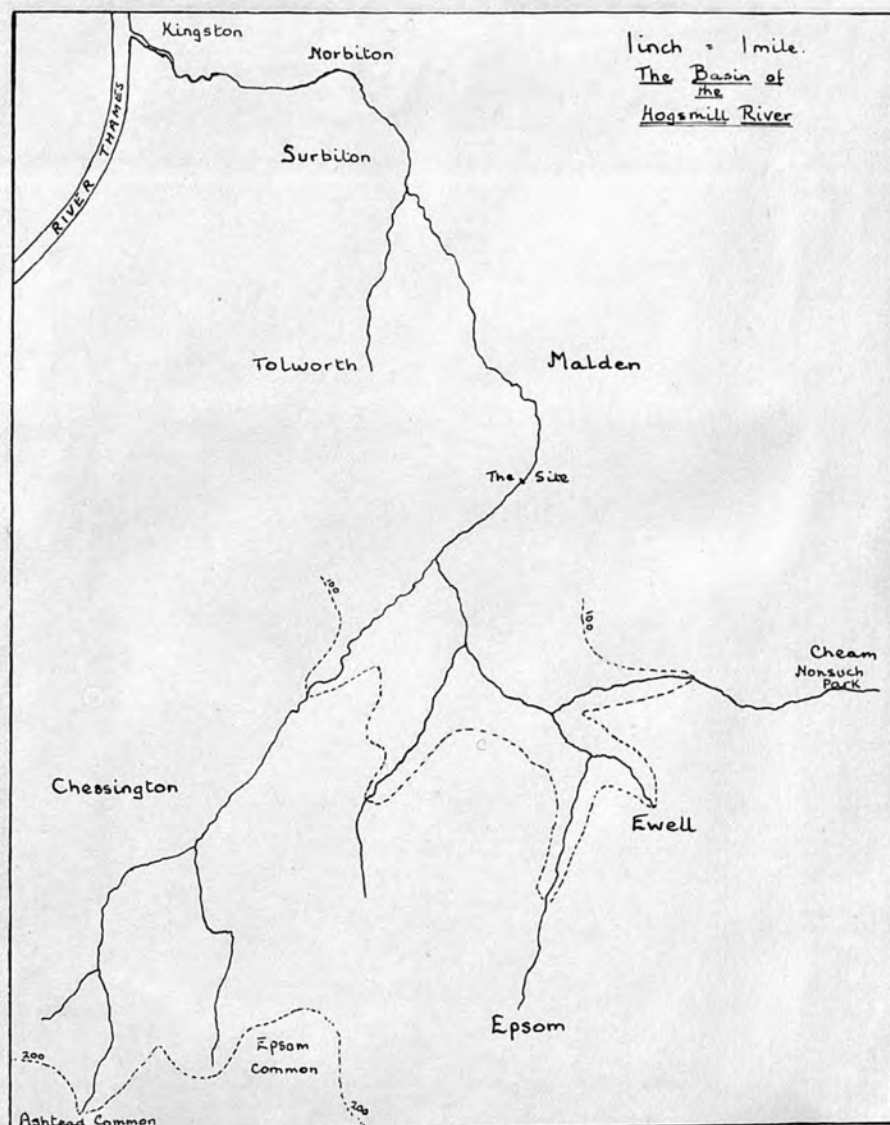 Kingston
Norbiton
1 inch = 1 mile.
The Basin of
the
Hogsmill River
RIVER THAMES
Surbiton
Tolworth
Malden
The Site
100
100
Cheam
Nonsuch
Park
Chessington
Ewell
Epsom
200
Epsom
Common
200
Ashtead Common